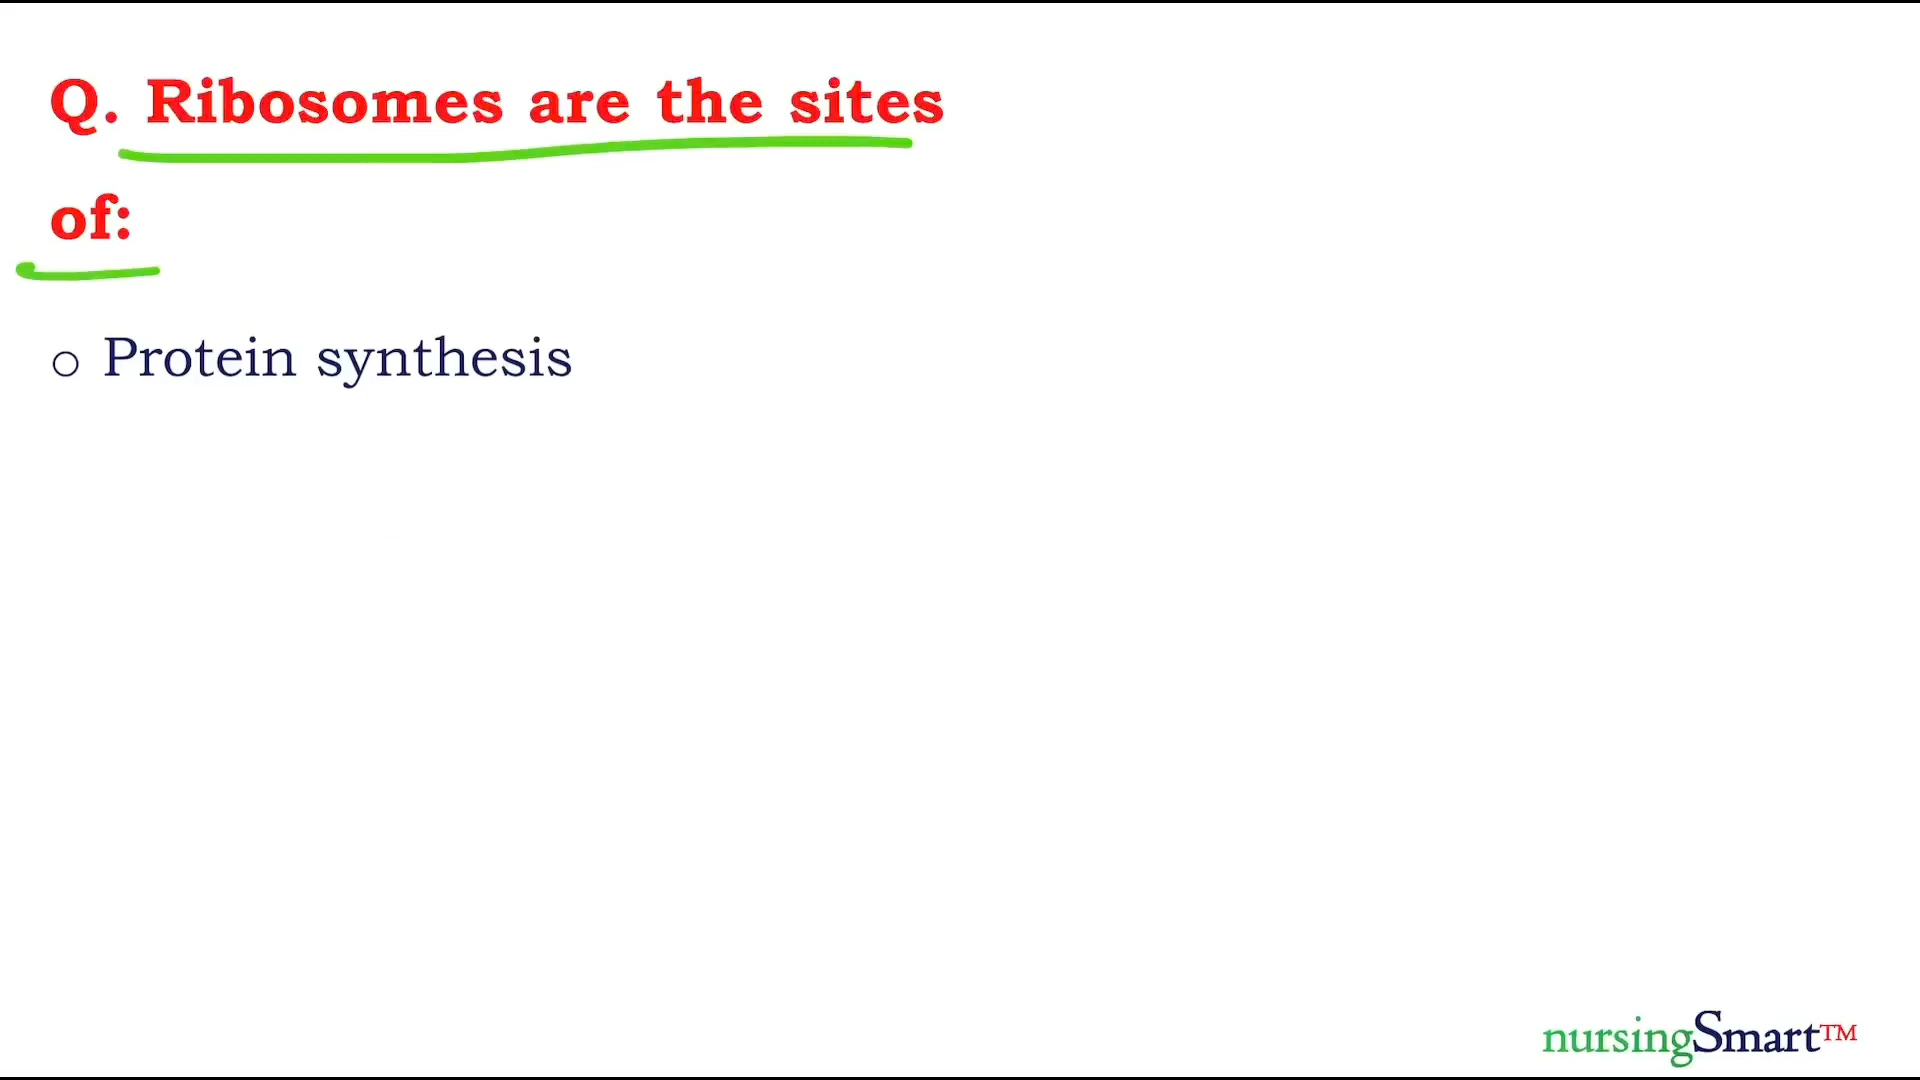 Q. Ribosomes are the sites
of:
o Protein synthesis
nursingSmart™